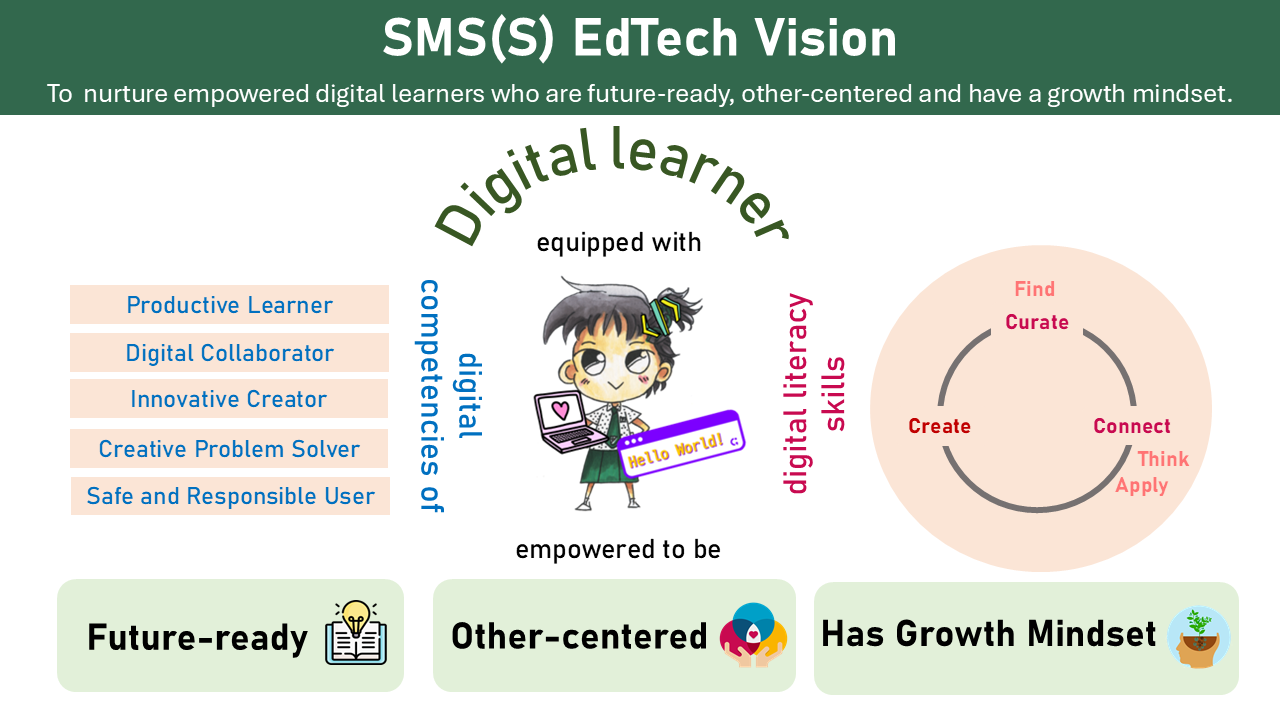 SMS(S) EdTech Vision
To nurture empowered digital learners who are future-ready, other-centered and have a growth mindset.
Digital learner
equipped with
Productive Learner
Digital Collaborator
Innovative Creator
Creative Problem Solver
Safe and Responsible User
digital
competencies of
Hello World!
digital literacy
skills
Find
Curate
Create
Connect
Think
Apply
empowered to be
Future-ready
Other-centered
Has Growth Mindset